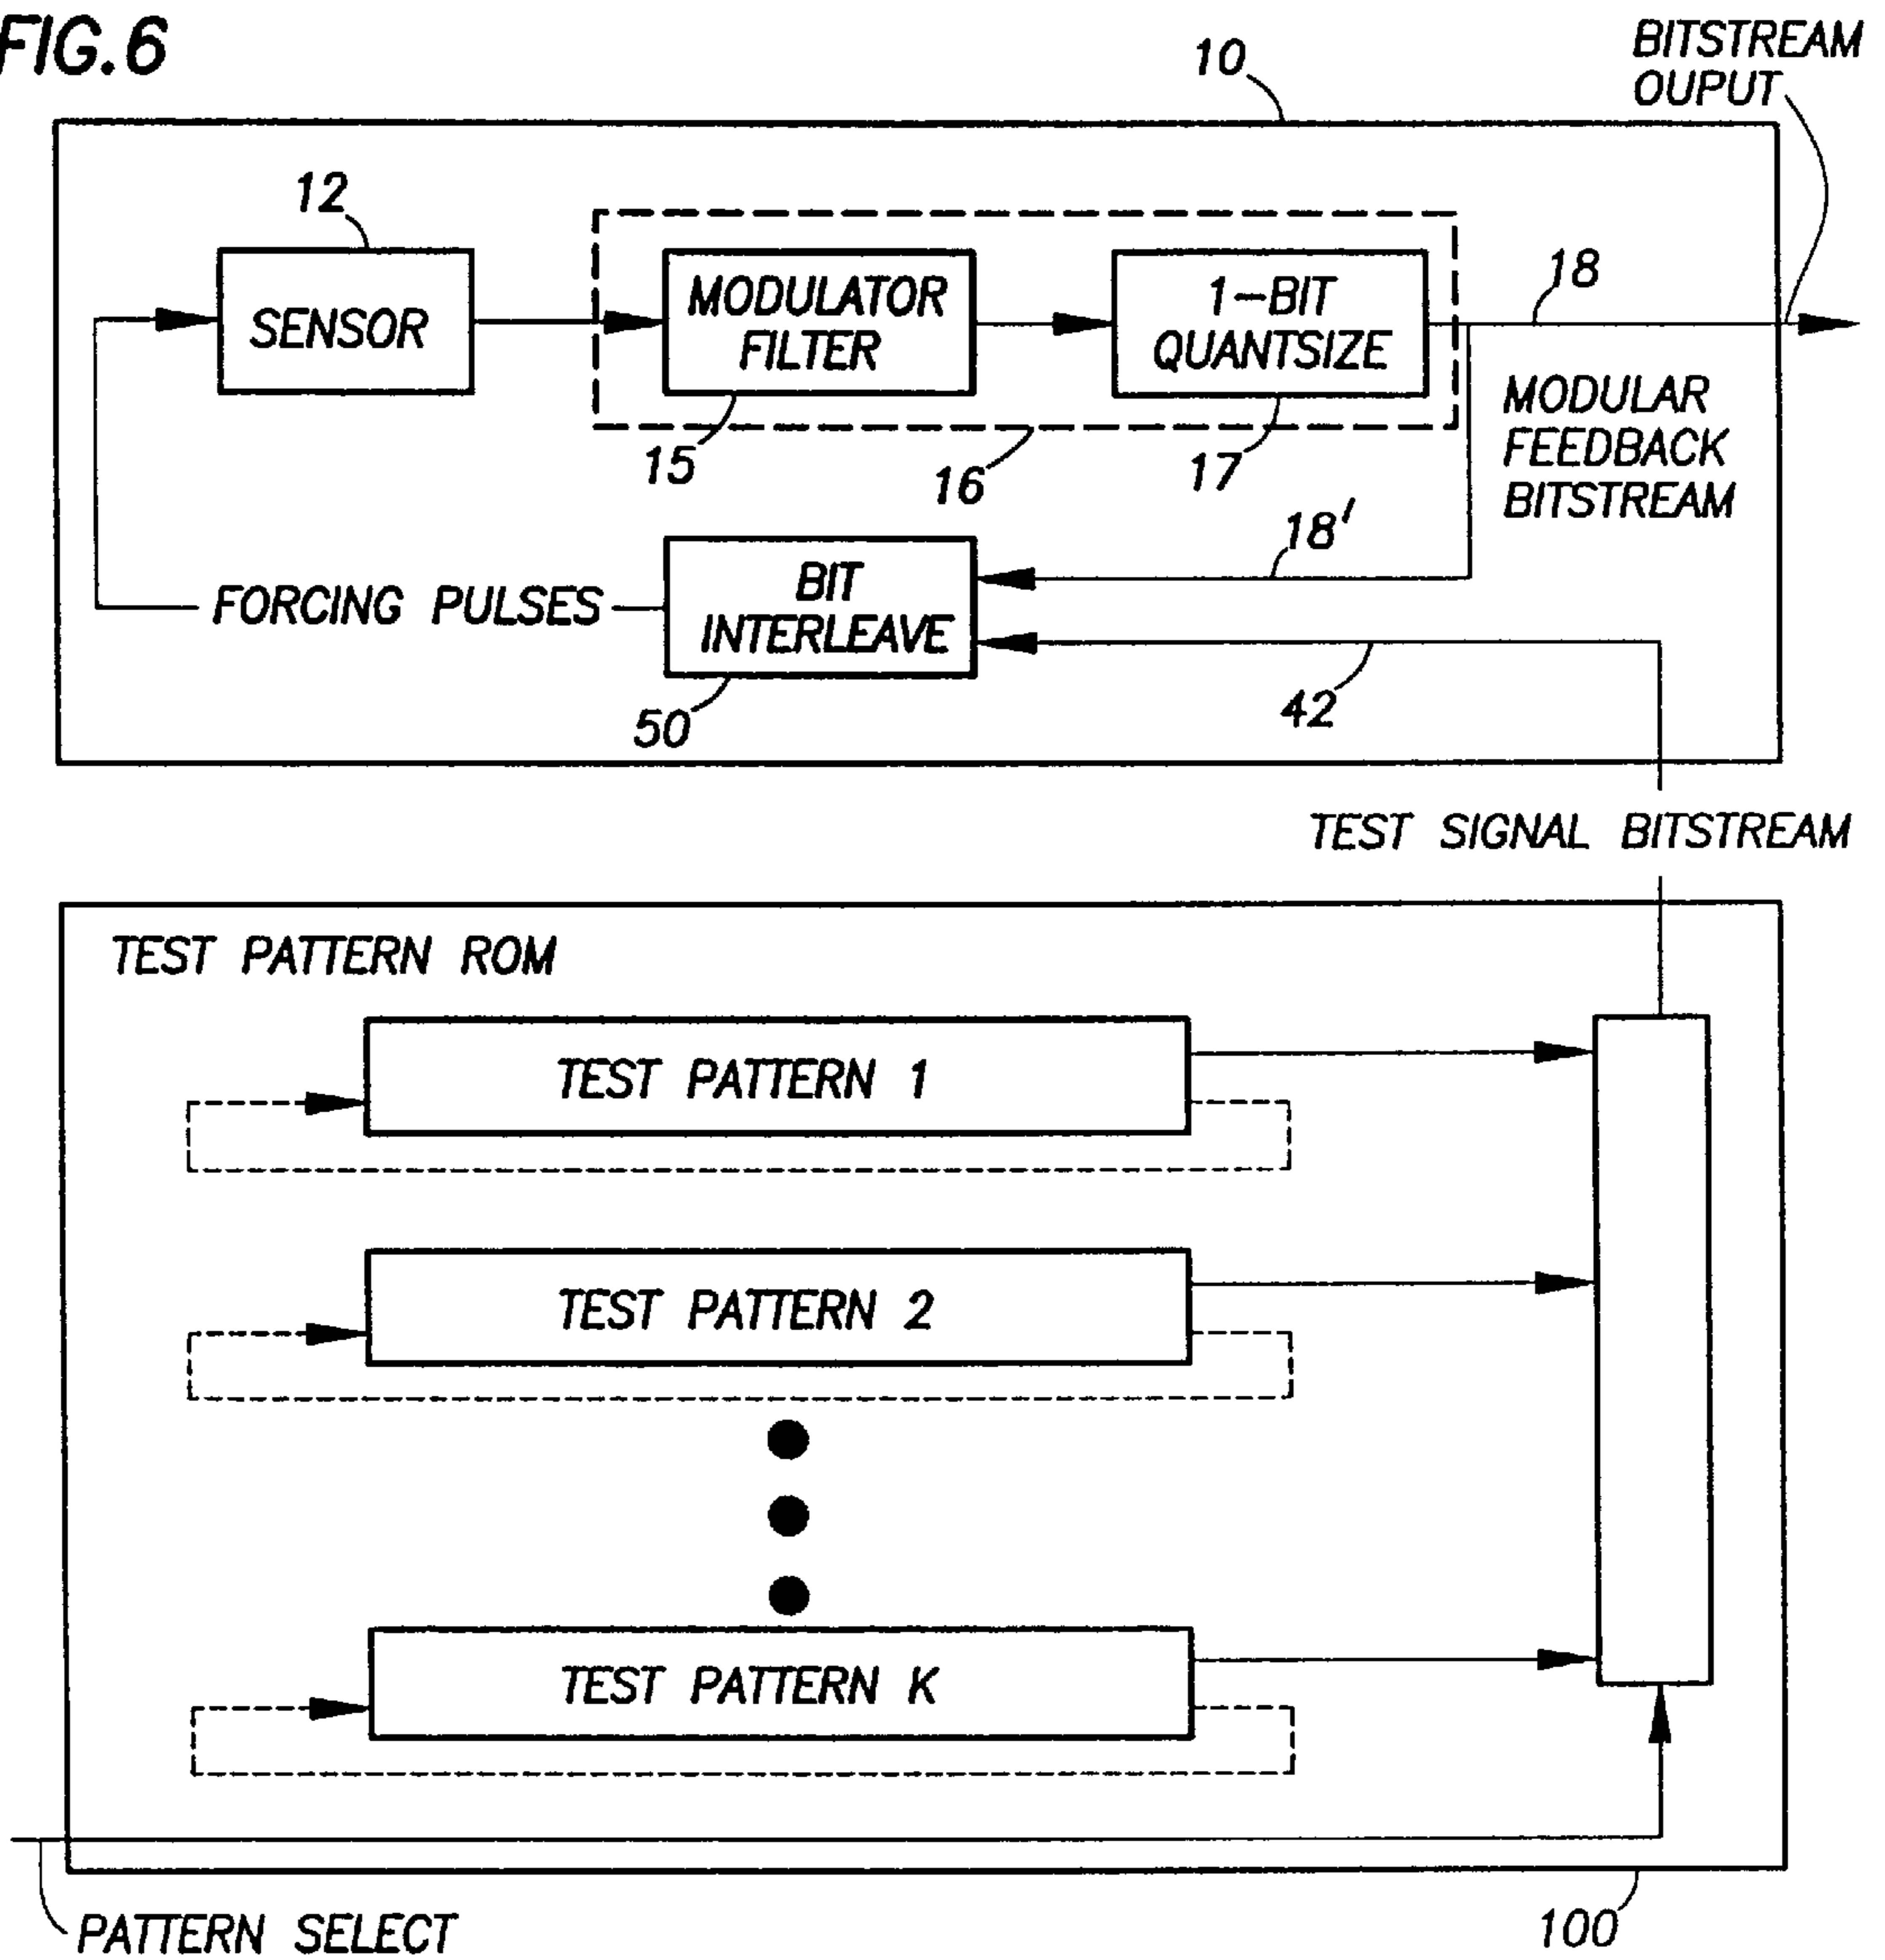 FIG.6
10
BITSTREAM
OUPUT
12
SENSOR
MODULATOR
FILTER
1-BIT
QUANTSIZE
18
15
16
17
MODULAR
FEEDBACK
BITSTREAM
18'
FORCING PULSES
BIT
INTERLEAVE
50
42
TEST SIGNAL BITSTREAM
TEST PATTERN ROM
TEST PATTERN 1
TEST PATTERN 2
TEST PATTERN K
PATTERN SELECT
100